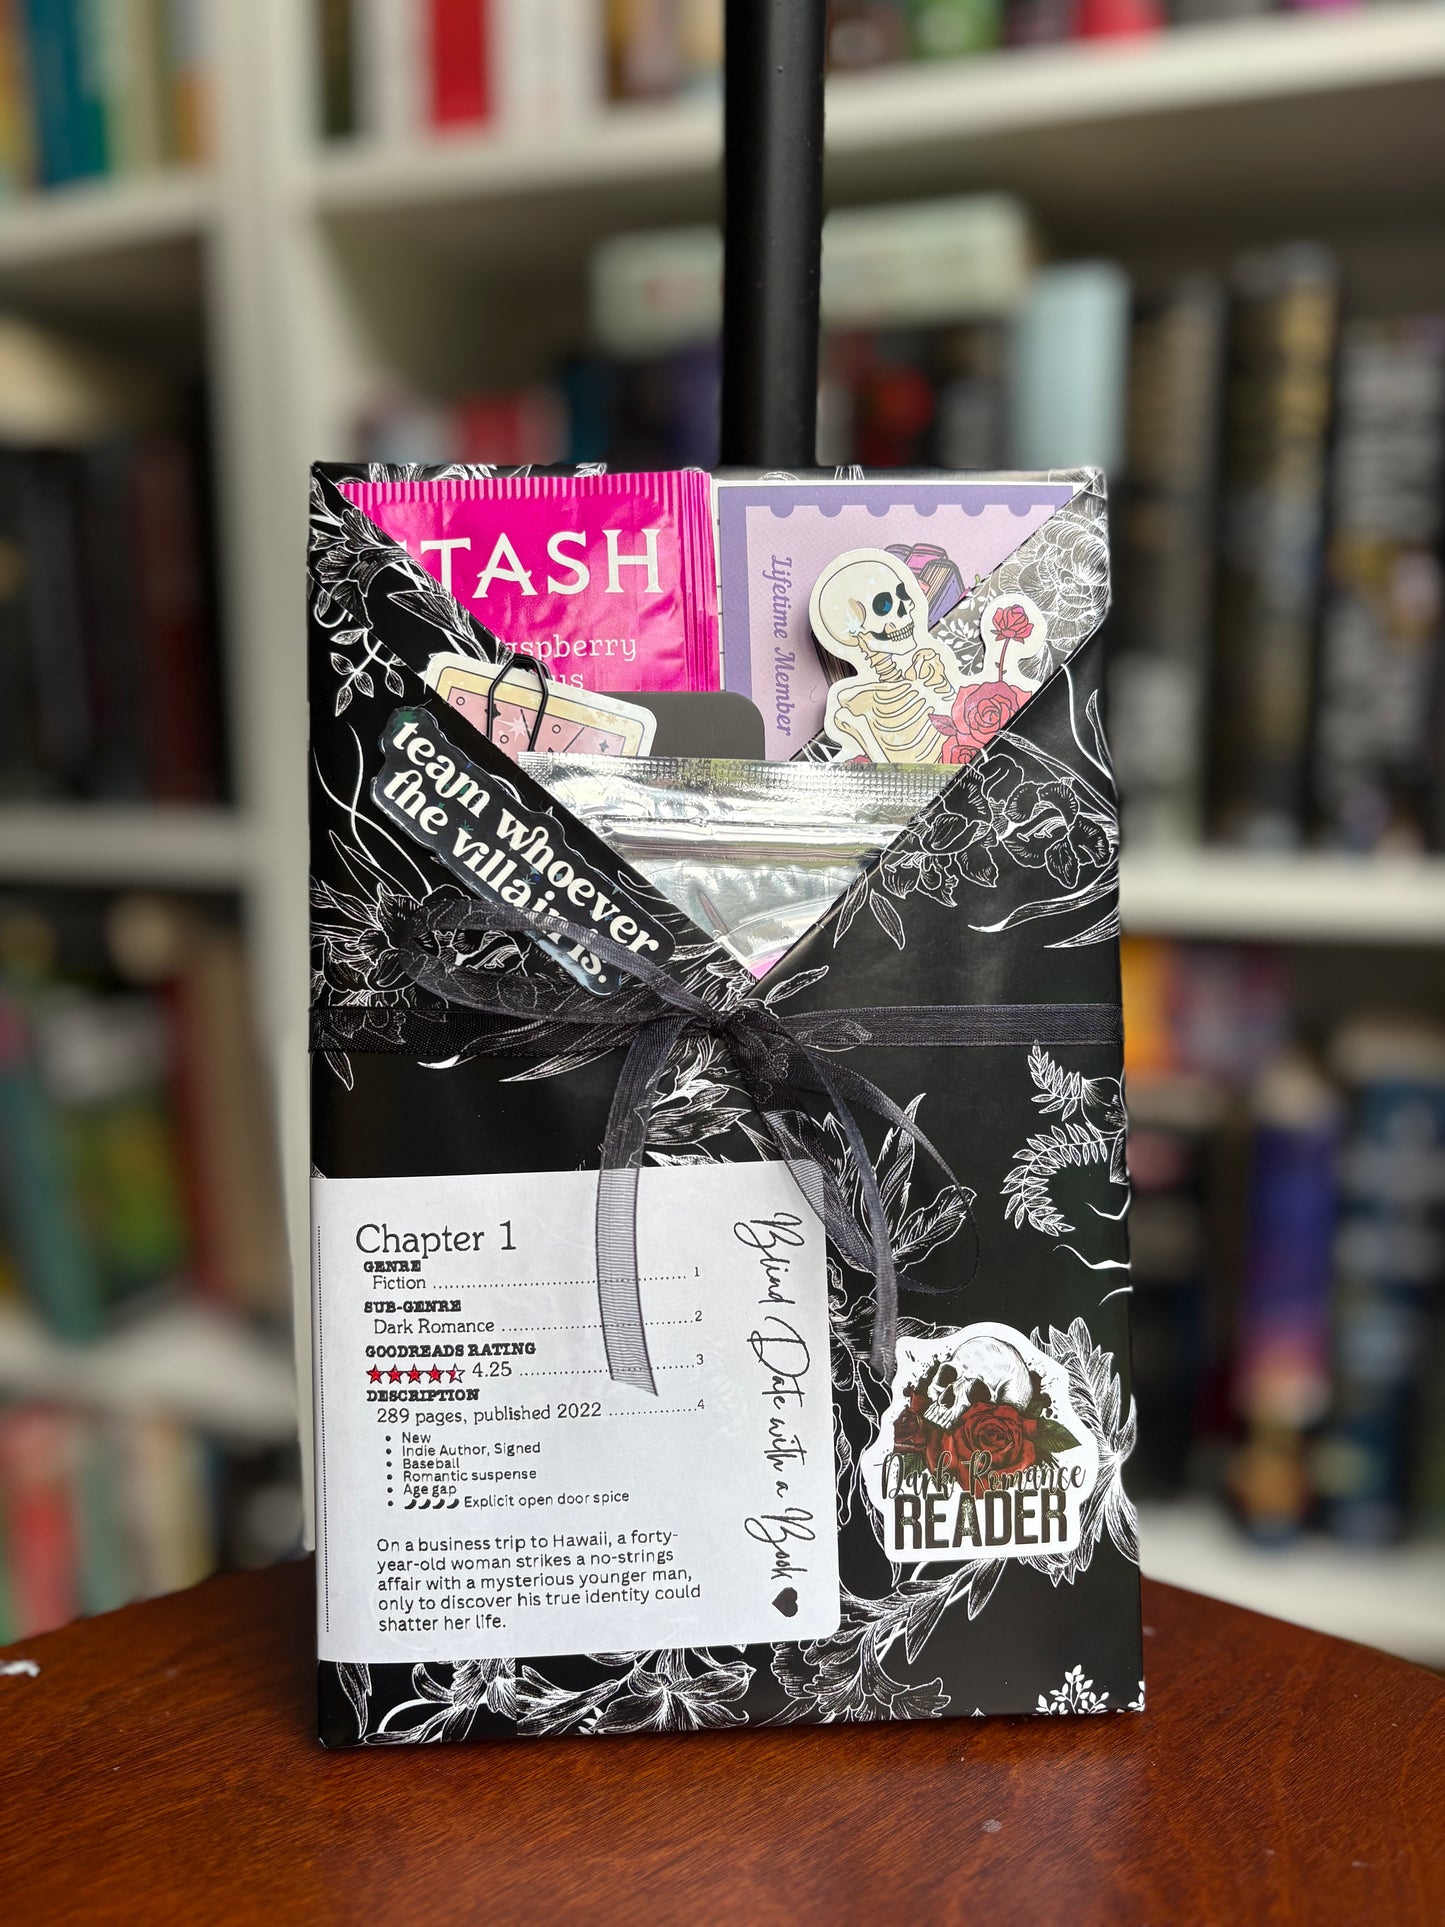 TASH
Raspberry
Lifetime Member
team whoever
the villain is.
Chapter 1
GENRE
Fiction ................................................ 1
SUB-GENRE
Dark Romance ................................... 2
GOODREADS RATING
4.25 ................................ 3
DESCRIPTION
289 pages, published 2022 ............... 4
• New
• Indie Author, Signed
• Baseball
• Romantic suspense
• Age gap
• Explicit open door spice
On a business trip to Hawaii, a forty-
year-old woman strikes a no-strings
affair with a mysterious younger man,
only to discover his true identity could
shatter her life.
Blind Date with a Book
Dark Romance
READER